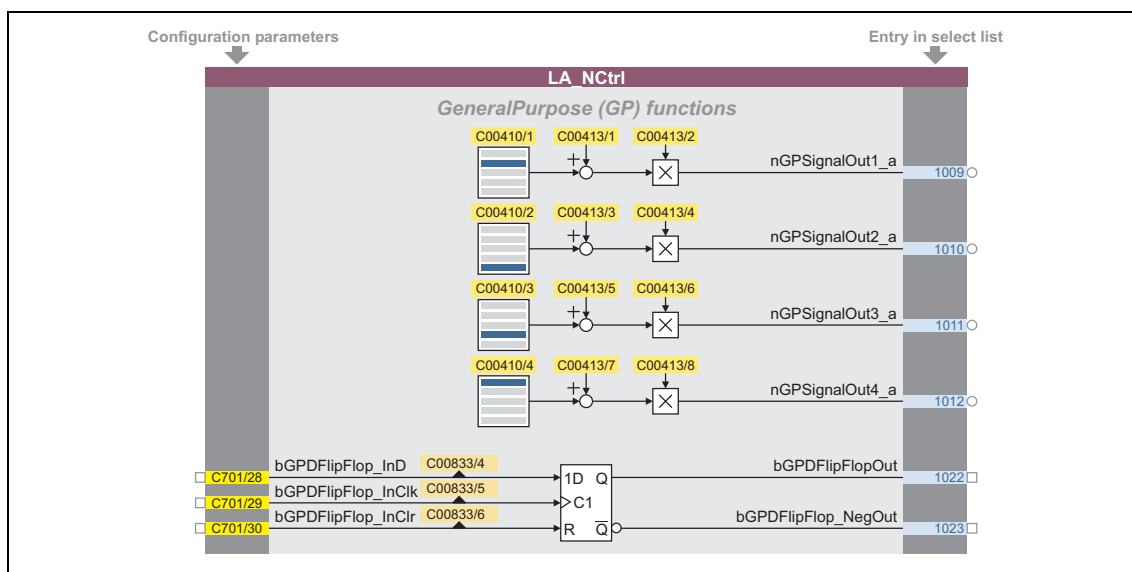 Configuration parameters Entry in select list
LA_NCtrl
GeneralPurpose (GP) functions
C00410/1 C00413/1 C00413/2
+ × nGPSignalOut1_a 1009
C00410/2 C00413/3 C00413/4
+ × nGPSignalOut2_a 1010
C00410/3 C00413/5 C00413/6
+ × nGPSignalOut3_a 1011
C00410/4 C00413/7 C00413/8
+ × nGPSignalOut4_a 1012
bGPDFlipFlop_InD C00833/4 bGPDFlipFlopOut
C701/28 1D Q 1022
bGPDFlipFlop_InClk C00833/5
C701/29 C1
bGPDFlipFlop_InClr C00833/6 bGPDFlipFlop_NegOut
C701/30 R Q̅ 1023